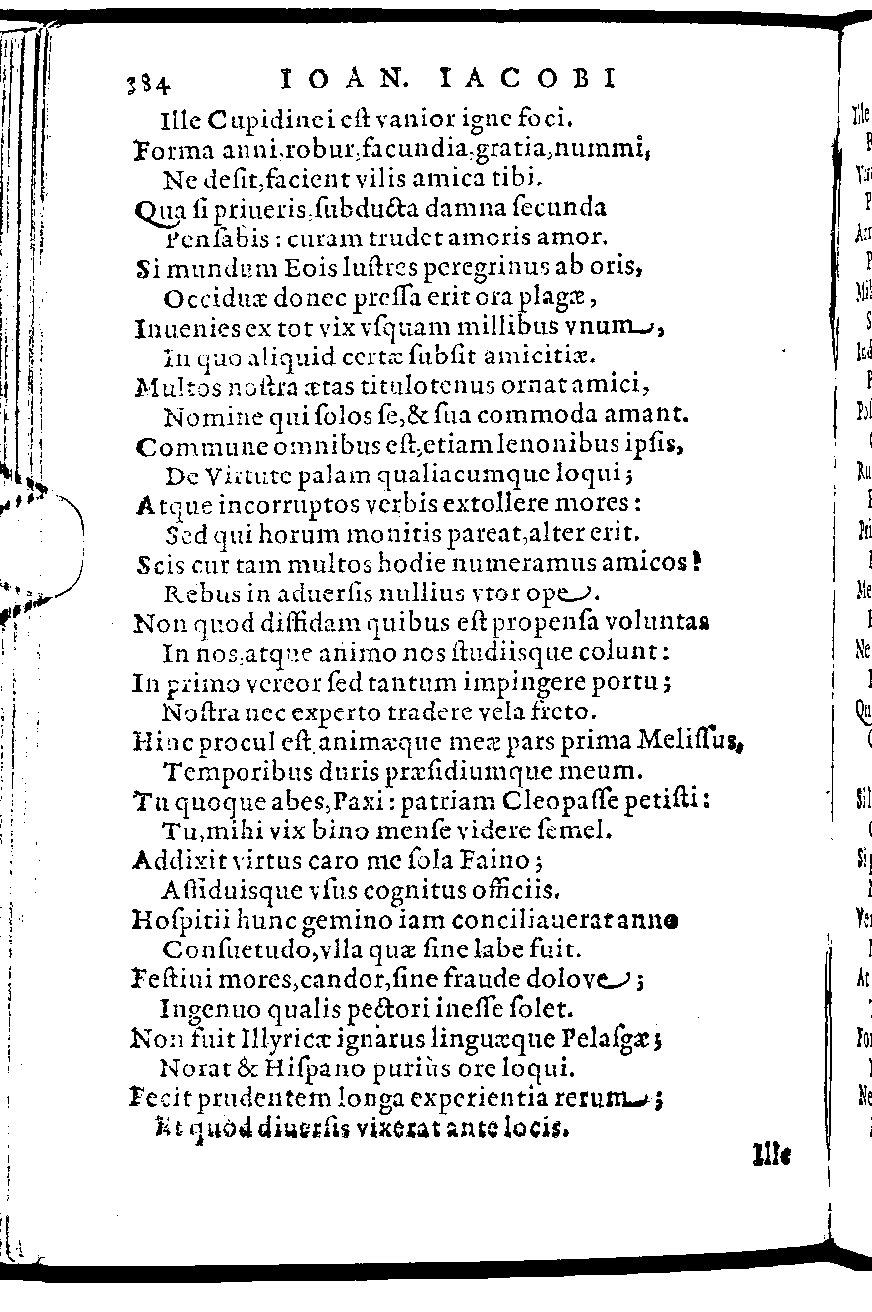 384 IOAN. IACOBI
Ille Cupidinei est vanior igne foci.
Forma anni, robur, facundia, gratia, nummi,
Ne desit, facient vilis amica tibi.
Qua si priueris, subducta damna secunda
Pensabis : curam trudet amoris amor.
Si mundum Eois lustres peregrinus ab oris,
Occiduæ donec pressa erit ora plagæ,
Inuenies ex tot vix vsquam millibus vnum,
In quo aliquid certæ subsit amicitiæ.
Multos nostra ætas titulotenus ornat amici,
Nomine qui solos se, & sua commoda amant.
Commune omnibus est, etiam lenonibus ipsis,
De Virtute palam qualiacumque loqui;
Atque incorruptos verbis extollere mores :
Sed qui horum monitis pareat, alter erit.
Scis cur tam multos hodie numeramus amicos?
Rebus in aduersis nullius vtor ope.
Non quod diffidam quibus est propensa voluntas
In nos, atque animo nos studiisque colunt :
In primo vereor sed tantum impingere portu;
Nostra nec experto tradere vela freto.
Hinc procul est animæque meæ pars prima Melissus,
Temporibus duris præsidiumque meum.
Tu quoque abes, Paxi : patriam Cleopasse petisti :
Tu, mihi vix bino mense videre semel.
Addixit virtus caro me sola Faino;
Assiduisque vsus cognitus officiis.
Hospitii hunc gemino iam conciliauerat anno
Consuetudo, vlla quæ sine labe fuit.
Festiui mores, candor, sine fraude dolove;
Ingenuo qualis pectori inesse solet.
Non fuit Illyricæ ignarus linguæque Pelasgæ;
Norat & Hispano puriùs ore loqui.
Fecit prudentem longa experientia rerum;
Et quòd diuersis vixerat ante locis.
Ille